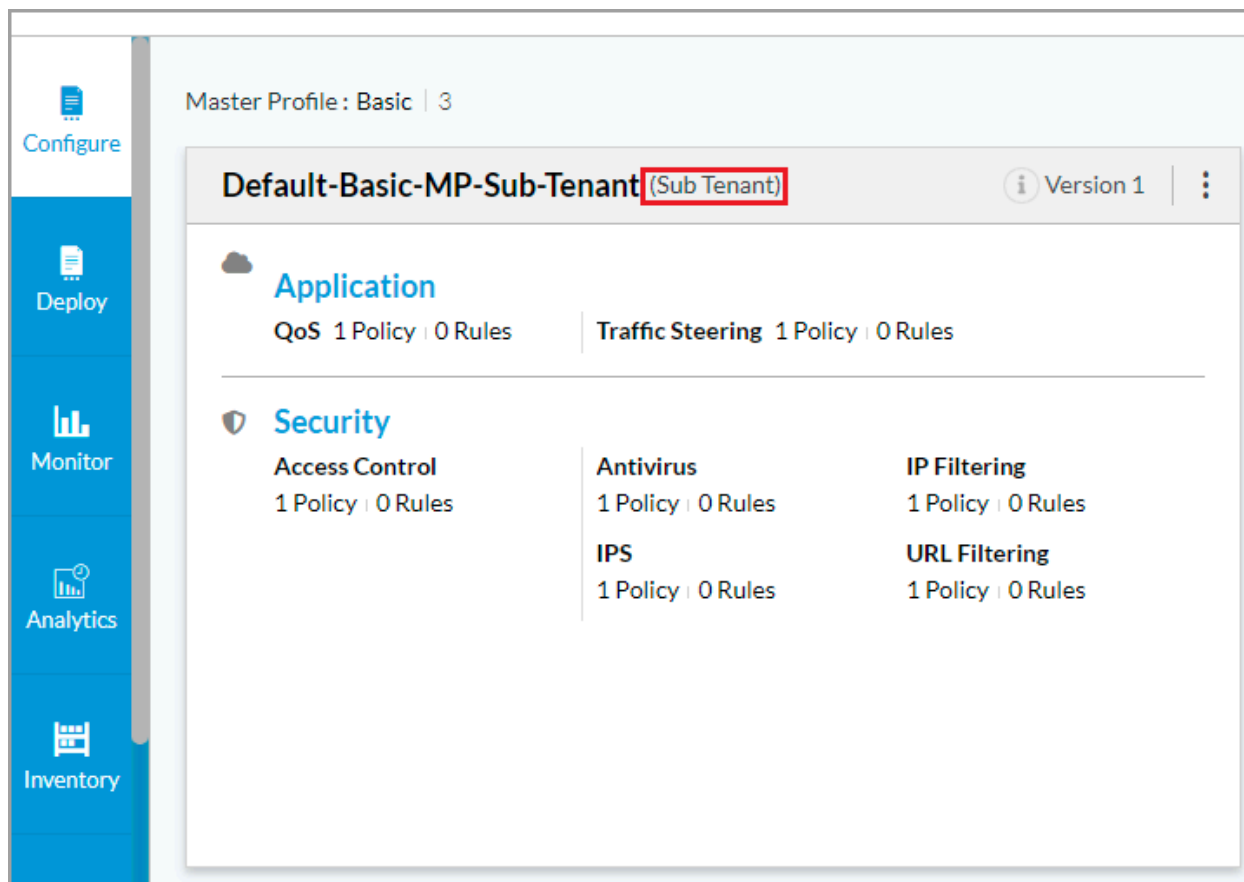 Configure
Deploy
Monitor
Analytics
Inventory
Master Profile : Basic | 3
Default-Basic-MP-Sub-Tenant (Sub Tenant)
i Version 1
Application
QoS 1 Policy | 0 Rules
Traffic Steering 1 Policy | 0 Rules
Security
Access Control
1 Policy | 0 Rules
Antivirus
1 Policy | 0 Rules
IP Filtering
1 Policy | 0 Rules
IPS
1 Policy | 0 Rules
URL Filtering
1 Policy | 0 Rules